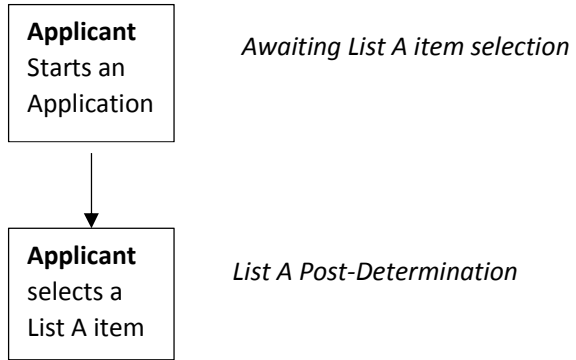 Applicant
Starts an
Application
Awaiting List A item selection
Applicant
selects a
List A item
List A Post-Determination